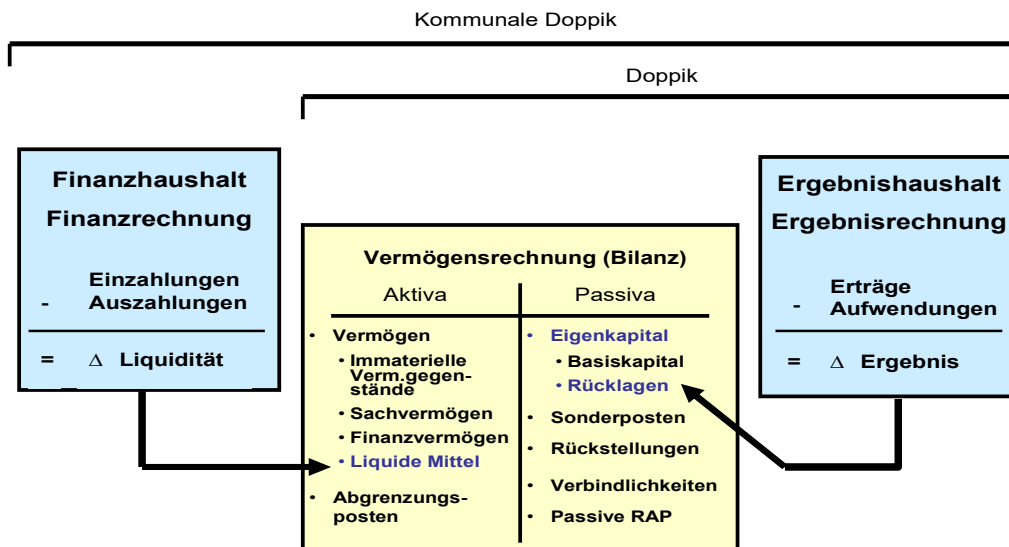 Kommunale Doppik
Doppik
Finanzhaushalt
Finanzrechnung
Einzahlungen
- Auszahlungen
= Δ Liquidität
Vermögensrechnung (Bilanz)
Aktiva
• Vermögen
• Immaterielle
Verm.gegen-
stände
• Sachvermögen
• Finanzvermögen
• Liquide Mittel
• Abgrenzungs-
posten
Passiva
• Eigenkapital
• Basiskapital
• Rücklagen
• Sonderposten
• Rückstellungen
• Verbindlichkeiten
• Passive RAP
Ergebnishaushalt
Ergebnisrechnung
Erträge
- Aufwendungen
= Δ Ergebnis